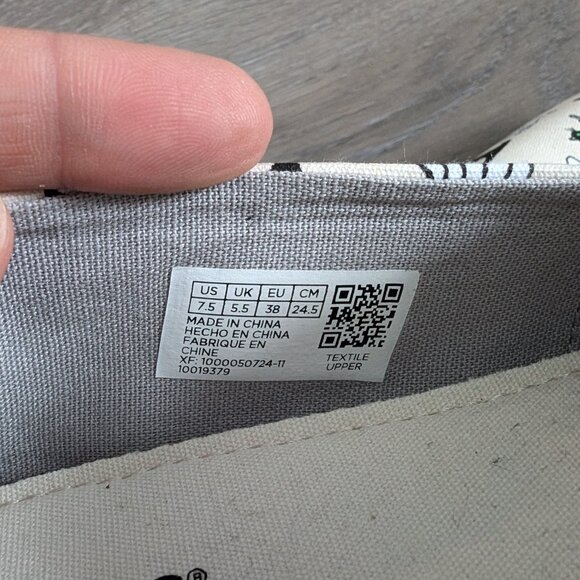 US UK EU CM
7.5 5.5 38 24.5
MADE IN CHINA
HECHO EN CHINA
FABRIQUE EN
CHINE
XF: 1000050724-11
10019379
TEXTILE
UPPER
®